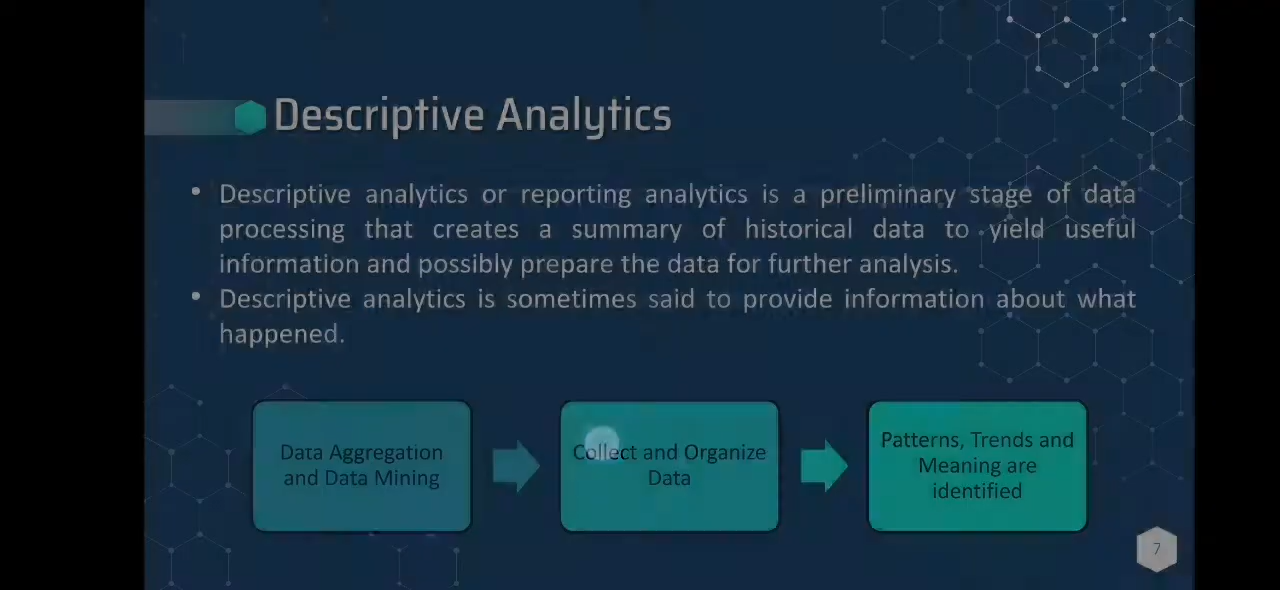 Descriptive Analytics
• Descriptive analytics or reporting analytics is a preliminary stage of data
processing that creates a summary of historical data to yield useful
information and possibly prepare the data for further analysis.
• Descriptive analytics is sometimes said to provide information about what
happened.
Data Aggregation
and Data Mining
Collect and Organize
Data
Patterns, Trends and
Meaning are
identified
7